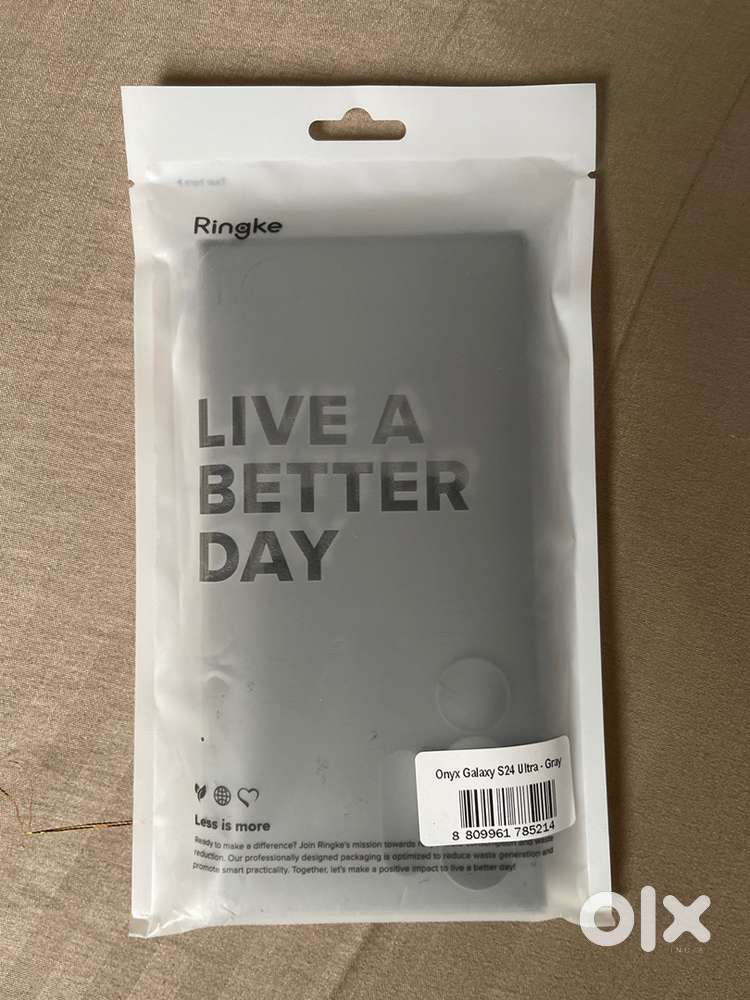 Ringke
LIVE A
BETTER
DAY
Onyx Galaxy S24 Ultra - Gray
8 809961 785214
Less is more
Ready to make a difference? Join Ringke's mission towards and waste
reduction. Our professionally designed packaging is optimized to reduce waste generation and
promote smart practicality. Together, let's make a positive impact to live a better day!
olx